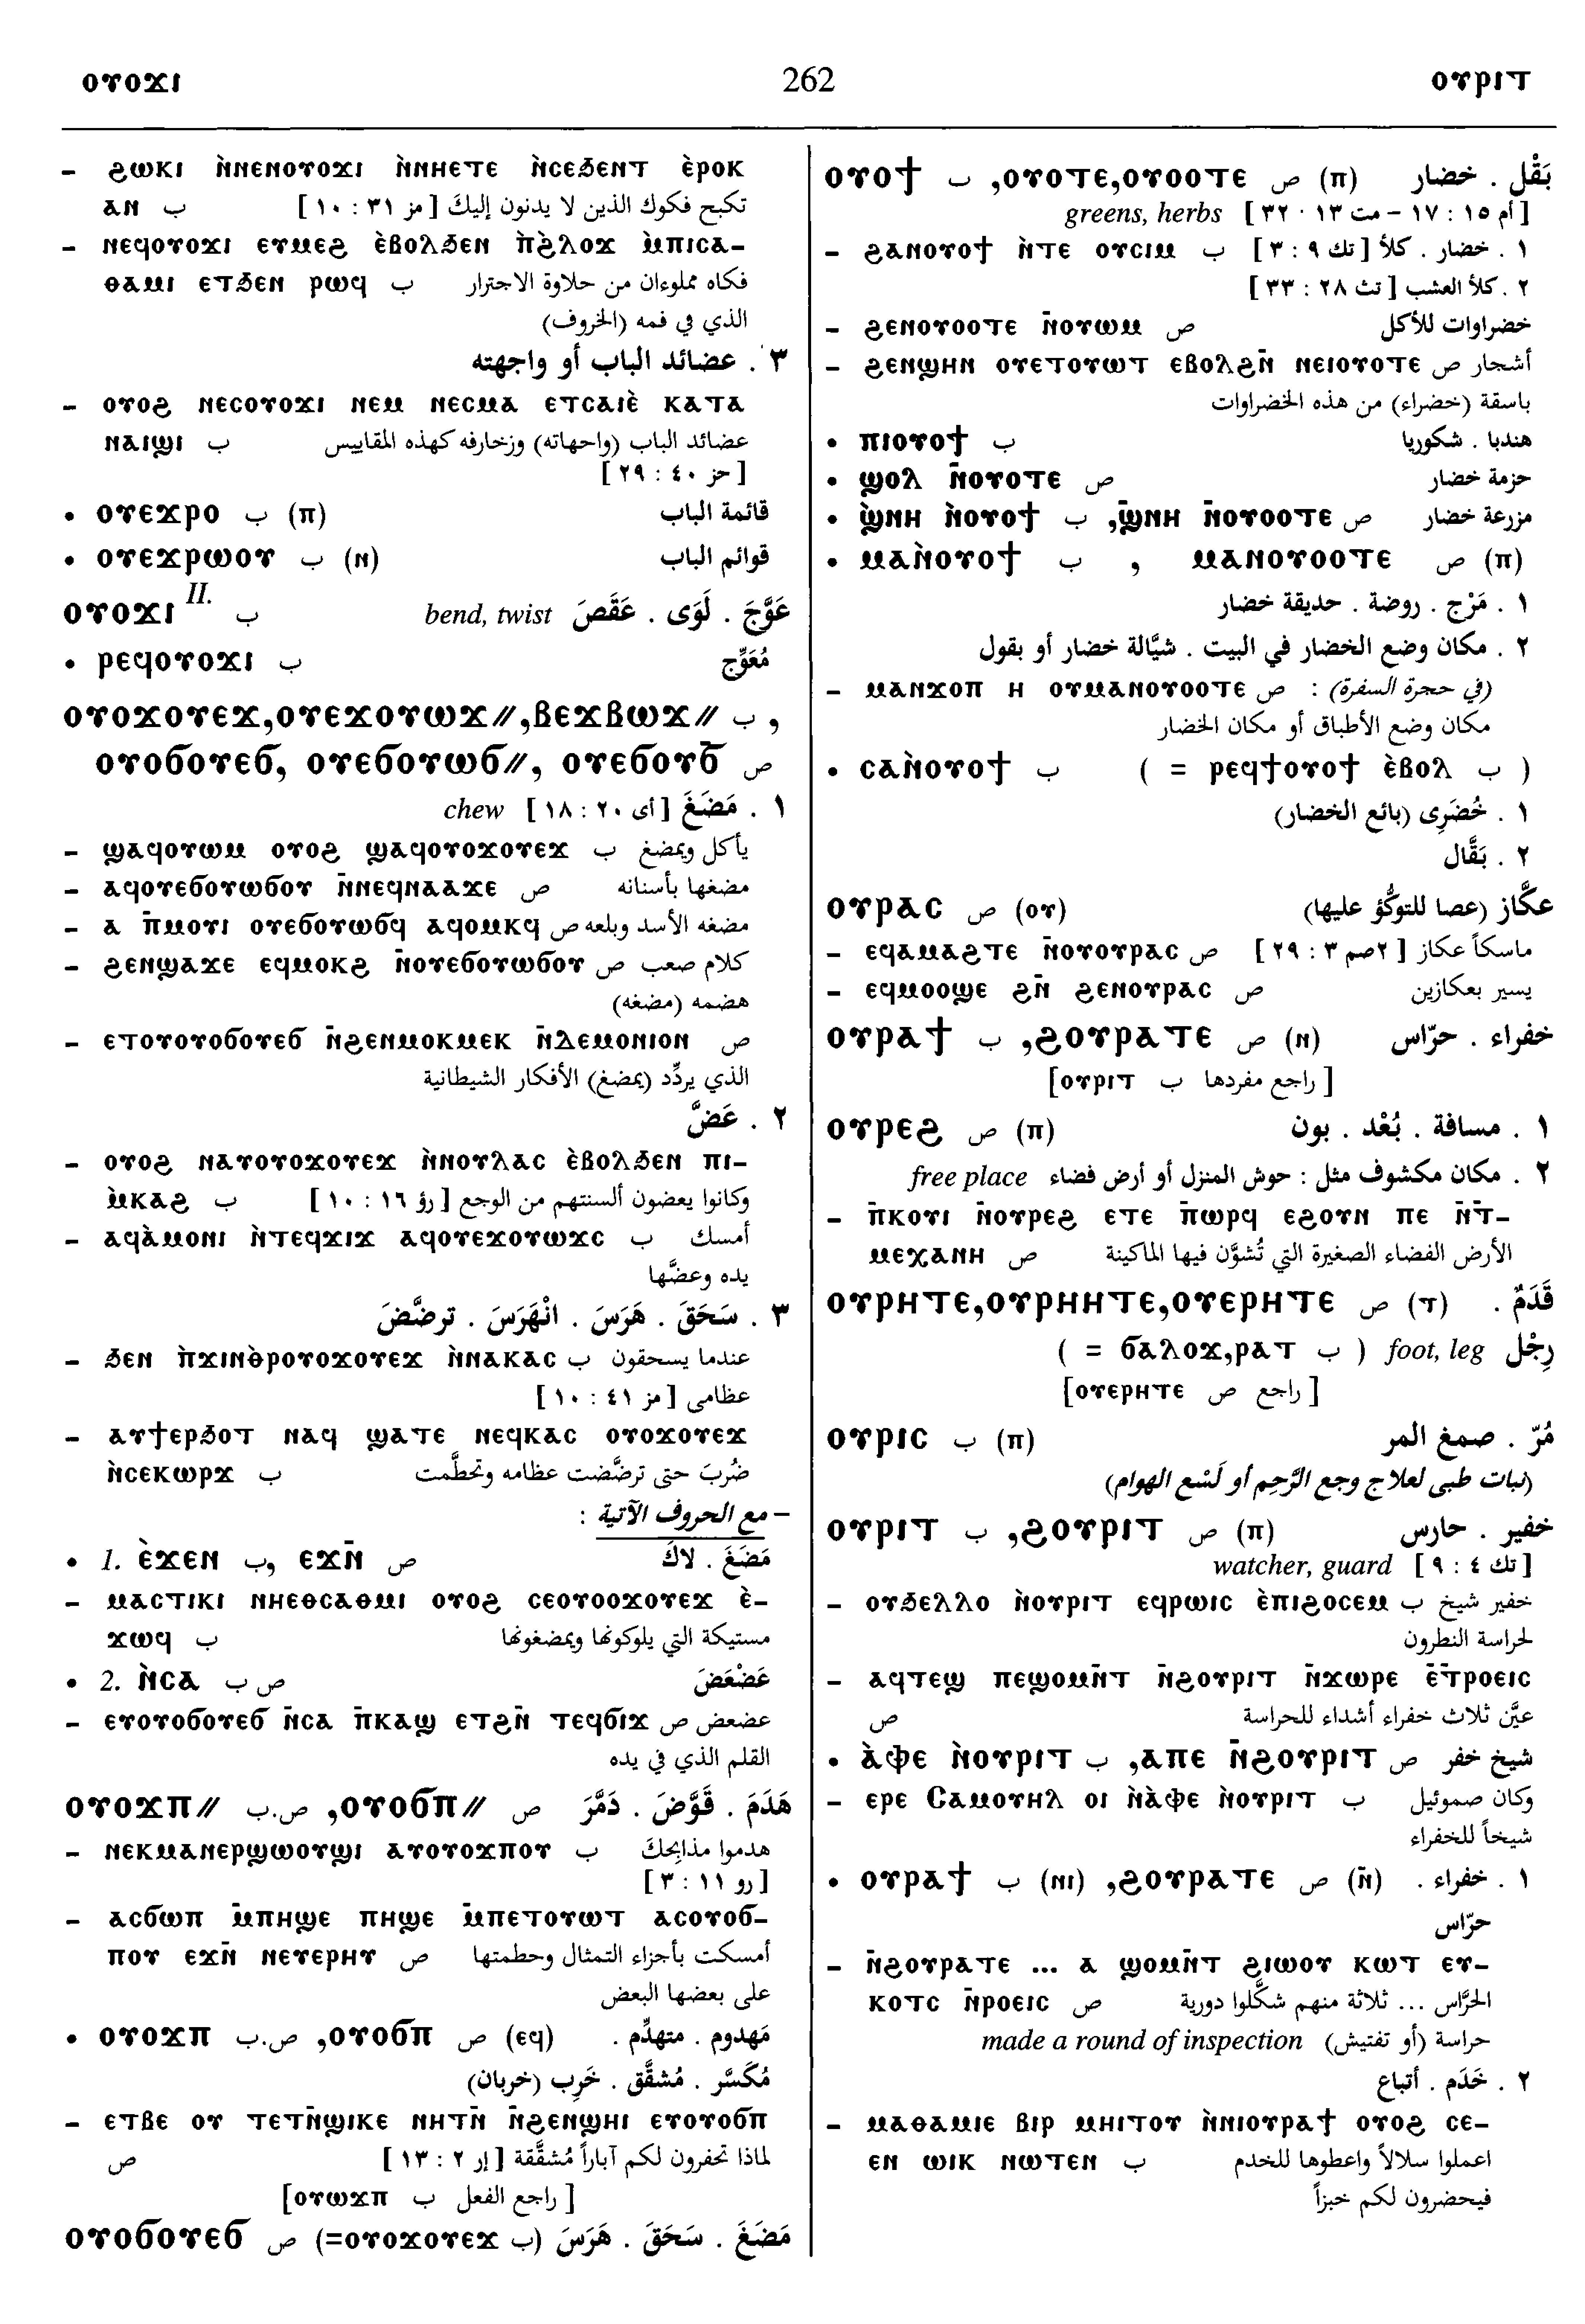 ⲟⲩⲟϫⲓ 262 ⲟⲩⲣⲓⲧ
– ϩⲱⲕⲓ ⲛ̀ⲛⲉⲛⲟⲩⲟϫⲓ ⲛ̀ⲛⲏⲉⲧⲉ ⲛ̀ⲥⲉϧⲉⲛⲧ ⲉ̀ⲣⲟⲕ
ⲁⲛ ب تكبح فكوك الذين لا يدنون إليك [ مز ٣١ : ١٠ ]
– ⲛⲉϥⲟⲩⲟϫⲓ ⲉⲩⲙⲉϩ ⲉ̀ⲃⲟⲗϧⲉⲛ ⲡ̀ϩ̀ⲗⲟϫ ⲙ̀ⲡⲓⲥⲁ-
ⲑⲁⲙⲓ ⲉⲧϧⲉⲛ ⲣⲱϥ ب فكاه مملوءان من حلاوة الاجترار
الذي في فمه (الخروف)
٣ . عضائد الباب أو واجهته
– ⲟⲩⲟϩ ⲛⲉⲥⲟⲩⲟϫⲓ ⲛⲉⲙ ⲛⲉⲥⲙⲁ ⲉⲧⲥⲁⲓⲉ̀ ⲕⲁⲧⲁ
ⲛⲁⲓϣⲓ ب عضائد الباب (واحهاته) وزخارفه كهذه المقاييس
[ حز ٤٠ : ٢٩ ]
• ⲟⲩⲉϫⲣⲟ ب (ⲡ) قائمة الباب
• ⲟⲩⲉϫⲣⲱⲟⲩ ب (ⲛ) قوائم الباب
ⲟⲩⲟϫⲓ II. ب bend, twist عَوَّجَ . لَوَى . عَقَصَ
• ⲣⲉϥⲟⲩⲟϫⲓ ب مُعَوِّج
ⲟⲩⲟϫⲟⲩⲉϫ,ⲟⲩⲉϫⲟⲩⲱϫ//,ⲃⲉϫⲃⲱϫ// ب ,
ⲟⲩⲟϭⲟⲩⲉϭ, ⲟⲩⲉϭⲟⲩⲱϭ//, ⲟⲩⲉϭⲟⲩϭ̄ ص
١ . مَضَغَ [ أى ٢٠ : ١٨ ] chew
– ϣⲁϥⲟⲩⲱⲙ ⲟⲩⲟϩ ϣⲁϥⲟⲩⲟϫⲟⲩⲉϫ ب يأكل ويمضغ
– ⲁϥⲟⲩⲉϭⲟⲩⲱϭⲟⲩ ⲛ̄ⲛⲉϥⲛⲁⲁϫⲉ ص مضغها بأسنانه
– ⲁ ⲡ̄ⲙⲟⲩⲓ ⲟⲩⲉϭⲟⲩⲱϭϥ ⲁϥⲟⲙⲕϥ ص مضغه الأسد وبلعه
– ϩⲉⲛϣⲁϫⲉ ⲉϥⲙⲟⲕϩ ⲛ̄ⲟⲩⲉϭⲟⲩⲱϭⲟⲩ ص كلام صعب
هضمه (مضغه)
– ⲉⲧⲟⲩⲟⲩⲟϭⲟⲩⲉϭ ⲛ̄ϩⲉⲛⲙⲟⲕⲙⲉⲕ ⲛ̄ⲇⲉⲙⲟⲛⲓⲟⲛ ص
الذي يردِّد (يمضغ) الأفكار الشيطانية
٢ . عَضَّ
– ⲟⲩⲟϩ ⲛⲁⲩⲟⲩⲟϫⲟⲩⲉϫ ⲛ̀ⲛⲟⲩⲗⲁⲥ ⲉ̀ⲃⲟⲗϧⲉⲛ ⲡⲓ-
ⲙ̀ⲕⲁϩ ب وكانوا يعضون ألسنتهم من الوجع [ رؤ ١٦ : ١٠ ]
– ⲁϥⲁ̀ⲙⲟⲛⲓ ⲛ̀ⲧⲉϥϫⲓϫ ⲁϥⲟⲩⲉϫⲟⲩⲱϫⲥ ب أمسك
يده وعضَّها
٣ . سَحَقَ . هَرَسَ . انْهَرَسَ . ترضَّضَ
– ϧⲉⲛ ⲡ̀ϫⲓⲛⲑ̀ⲣⲟⲩⲟϫⲟⲩⲉϫ ⲛ̀ⲛⲁⲕⲁⲥ ب عندما يسحقون
عظامى [ مز ٤١ : ١٠ ]
– ⲁⲩϯⲉⲣϧⲟⲧ ⲛⲁϥ ϣⲁⲧⲉ ⲛⲉϥⲕⲁⲥ ⲟⲩⲟϫⲟⲩⲉϫ
ⲛ̀ⲥⲉⲕⲱⲣϫ ب ضُربَ حتى ترضَّضت عظامه وتحطَّمت
– مع الحروف الآتية :
• 1. ⲉ̀ϫⲉⲛ ب, ⲉϫⲛ̄ ص مَضَغَ . لاكَ
– ⲙⲁⲥⲧⲓⲕⲓ ⲛⲏⲉⲑⲥⲁⲑⲙⲓ ⲟⲩⲟϩ ⲥⲉⲟⲩⲟⲟϫⲟⲩⲉϫ ⲉ̀-
ϫⲱϥ ب مستيكة التي يلوكونها ويمضغونها
• 2. ⲛ̀ⲥⲁ ص ب عَضْعَضَ
– ⲉⲩⲟⲩⲟϭⲟⲩⲉϭ ⲛ̄ⲥⲁ ⲡ̄ⲕⲁϣ ⲉⲧϩⲛ̄ ⲧⲉϥϭⲓϫ ص عضعض
القلم الذي في يده
ⲟⲩⲟϫⲡ// ص.ب ,ⲟⲩⲟϭⲡ// ص هَدَمَ . قَوَّضَ . دَمَّرَ
– ⲛⲉⲕⲙⲁⲛⲉⲣϣⲱⲟⲩϣⲓ ⲁⲩⲟⲩⲟϫⲡⲟⲩ ب هدموا مذابحكَ
[ رو ١١ : ٣ ]
– ⲁⲥϭⲱⲡ ⲙ̄ⲡⲏϣⲉ ⲡⲏϣⲉ ⲙ̄ⲡⲉⲧⲟⲩⲱⲧ ⲁⲥⲟⲩⲟϭ-
ⲡⲟⲩ ⲉϫⲛ̄ ⲛⲉⲩⲉⲣⲏⲩ ص أمسكت بأجزاء التمثال وحطمتها
على بعضها البعض
• ⲟⲩⲟϫⲡ ص.ب ,ⲟⲩⲟϭⲡ ص (ⲉϥ) مَهدوم . متهدِّم .
مُكَسَّر . مُشقَّق . خَرِب (خربان)
– ⲉⲧⲃⲉ ⲟⲩ ⲧⲉⲧⲛ̄ϣⲓⲕⲉ ⲛⲏⲧⲛ̄ ⲛ̄ϩⲉⲛϣⲏⲓ ⲉⲩⲟⲩⲟϭⲡ
ص لماذا تحفرون لكم آباراً مُشقَّقة [ إر ٢ : ١٣ ]
[ راجع الفعل ب ⲟⲩⲱϫⲡ]
ⲟⲩⲟϭⲟⲩⲉϭ ص (=ⲟⲩⲟϫⲟⲩⲉϫ ب) مَضَغَ . سَحَقَ . هَرَسَ
ⲟⲩⲟϯ ب ,ⲟⲩⲟⲧⲉ,ⲟⲩⲟⲟⲧⲉ ص (ⲡ) بَقْل . خضار
greens, herbs [ أم ١٥ : ١٧ – مت ١٣ · ٣٢ ]
– ϩⲁⲛⲟⲩⲟϯ ⲛ̀ⲧⲉ ⲟⲩⲥⲓⲙ ب ١ . خضار . كلأ [ تك ٩ : ٣ ]
٢ . كلأ العشب [ تث ٢٨ : ٣٣ ]
– ϩⲉⲛⲟⲩⲟⲟⲧⲉ ⲛ̄ⲟⲩⲱⲙ ص خضراوات للأكل
– ϩⲉⲛϣⲏⲛ ⲟⲩⲉⲧⲟⲩⲱⲧ ⲉⲃⲟⲗϩⲛ̄ ⲛⲉⲓⲟⲩⲟⲧⲉ ص أشجار
باسقة (خضراء) من هذه الخضراوات
• ⲡⲓⲟⲩⲟϯ ب هندبا . شكوريا
• ϣⲟⲗ ⲛ̄ⲟⲩⲟⲧⲉ ص حزمة خضار
• ϣ̀ⲛⲏ ⲛ̀ⲟⲩⲟϯ ب ,ϣ̄ⲛⲏ ⲛ̄ⲟⲩⲟⲟⲧⲉ ص مزرعة خضار
• ⲙⲁⲛ̀ⲟⲩⲟϯ ب , ⲙⲁⲛⲟⲩⲟⲟⲧⲉ ص (ⲡ)
١ . مَرْج . روضة . حديقة خضار
٢ . مكان وضع الخضار في البيت . شيَّالة خضار أو بقول
– ⲙⲁⲛϫⲟⲡ ⲏ ⲟⲩⲙⲁⲛⲟⲩⲟⲟⲧⲉ ص (في حجرة السفرة) :
مكان وضع الأطباق أو مكان الخضار
• ⲥⲁⲛ̀ⲟⲩⲟϯ ب ( = ⲣⲉϥϯⲟⲩⲟϯ ⲉ̀ⲃⲟⲗ ب )
١ . خُضَرِى (بائع الخضار)
٢ . بَقَّال
ⲟⲩⲣⲁⲥ ص (ⲟⲩ) عكَّاز (عصا للتوكُّؤ عليها)
– ⲉϥⲁⲙⲁϩⲧⲉ ⲛ̄ⲟⲩⲟⲩⲣⲁⲥ ص ماسكاً عكاز [ ٢صم ٣ : ٢٩ ]
– ⲉϥⲙⲟⲟϣⲉ ϩⲛ̄ ϩⲉⲛⲟⲩⲣⲁⲥ ص يسير بعكازين
ⲟⲩⲣⲁϯ ب ,ϩⲟⲩⲣⲁⲧⲉ ص (ⲛ) خفراء . حرّاس
[ راجع مفردها ب ⲟⲩⲣⲓⲧ]
ⲟⲩⲣⲉϩ ص (ⲡ) ١ . مسافة . بُعْد . بون
٢ . مكان مكشوف مثل : حوش المنزل أو أرض فضاء free place
– ⲡ̄ⲕⲟⲩⲓ ⲛ̄ⲟⲩⲣⲉϩ ⲉⲧⲉ ⲡ̄ⲱⲣϥ ⲉϩⲟⲩⲛ ⲡⲉ ⲛ̄ⲧ̄-
ⲙⲉⲭⲁⲛⲏ ص الأرض الفضاء الصغيرة التي تُشوَّن فيها الماكينة
ⲟⲩⲣⲏⲧⲉ,ⲟⲩⲣⲏⲏⲧⲉ,ⲟⲩⲉⲣⲏⲧⲉ ص (ⲧ) قَدَمٌ .
رِجْل foot, leg ( ب ϭⲁⲗⲟϫ,ⲣⲁⲧ = )
[ راجع ص ⲟⲩⲉⲣⲏⲧⲉ]
ⲟⲩⲣⲓⲥ ب (ⲡ) مُرّ . صمغ المر
(نبات طبى لعلاج وجع الرَّحِم أو لَسْع الهوام)
ⲟⲩⲣⲓⲧ ب ,ϩⲟⲩⲣⲓⲧ ص (ⲡ) خفير . حارس
watcher, guard [ تك ٤ : ٩ ]
– ⲟⲩϧⲉⲗⲗⲟ ⲛ̀ⲟⲩⲣⲓⲧ ⲉϥⲣⲱⲓⲥ ⲉ̀ⲡⲓϩⲟⲥⲉⲙ ب خفير شيخ
لحراسة النطرون
– ⲁϥⲧⲉϣ ⲡⲉϣⲟⲙⲛ̄ⲧ ⲛ̄ϩⲟⲩⲣⲓⲧ ⲛ̄ϫⲱⲣⲉ ⲉ̄ⲧ̄ⲣⲟⲉⲓⲥ
ص عيَّن ثلاث خفراء أشداء للحراسة
• ⲁ̀ⲫⲉ ⲛ̀ⲟⲩⲣⲓⲧ ب ,ⲁⲡⲉ ⲛ̄ϩⲟⲩⲣⲓⲧ ص شيخ خفر
– ⲉⲣⲉ Ⲥⲁⲙⲟⲩⲏⲗ ⲟⲓ ⲛ̀ⲁ̀ⲫⲉ ⲛ̀ⲟⲩⲣⲓⲧ ب وكان صموئيل
شيخاً للخفراء
• ⲟⲩⲣⲁϯ ب (ⲛⲓ) ,ϩⲟⲩⲣⲁⲧⲉ ص (ⲛ̄) ١ . خفراء .
حرّاس
– ⲛ̄ϩⲟⲩⲣⲁⲧⲉ ... ⲁ ϣⲟⲙⲛ̄ⲧ ϩⲓⲱⲟⲩ ⲕⲱⲧ ⲉⲩ-
ⲕⲟⲧⲥ ⲛ̄ⲣⲟⲉⲓⲥ ص الحرَّاس ... ثلاثة منهم شكَّلوا دورية
حراسة (أو تفتيش) made a round of inspection
٢ . خَدَم . أتباع
– ⲙⲁⲑⲁⲙⲓⲉ ⲃⲓⲣ ⲙⲏⲓⲧⲟⲩ ⲛ̀ⲛⲓⲟⲩⲣⲁϯ ⲟⲩⲟϩ ⲥⲉ-
ⲉⲛ ⲱⲓⲕ ⲛⲱⲧⲉⲛ ب اعملوا سلالاً واعطوها للخدم
فيحضرون لكم خبزاً